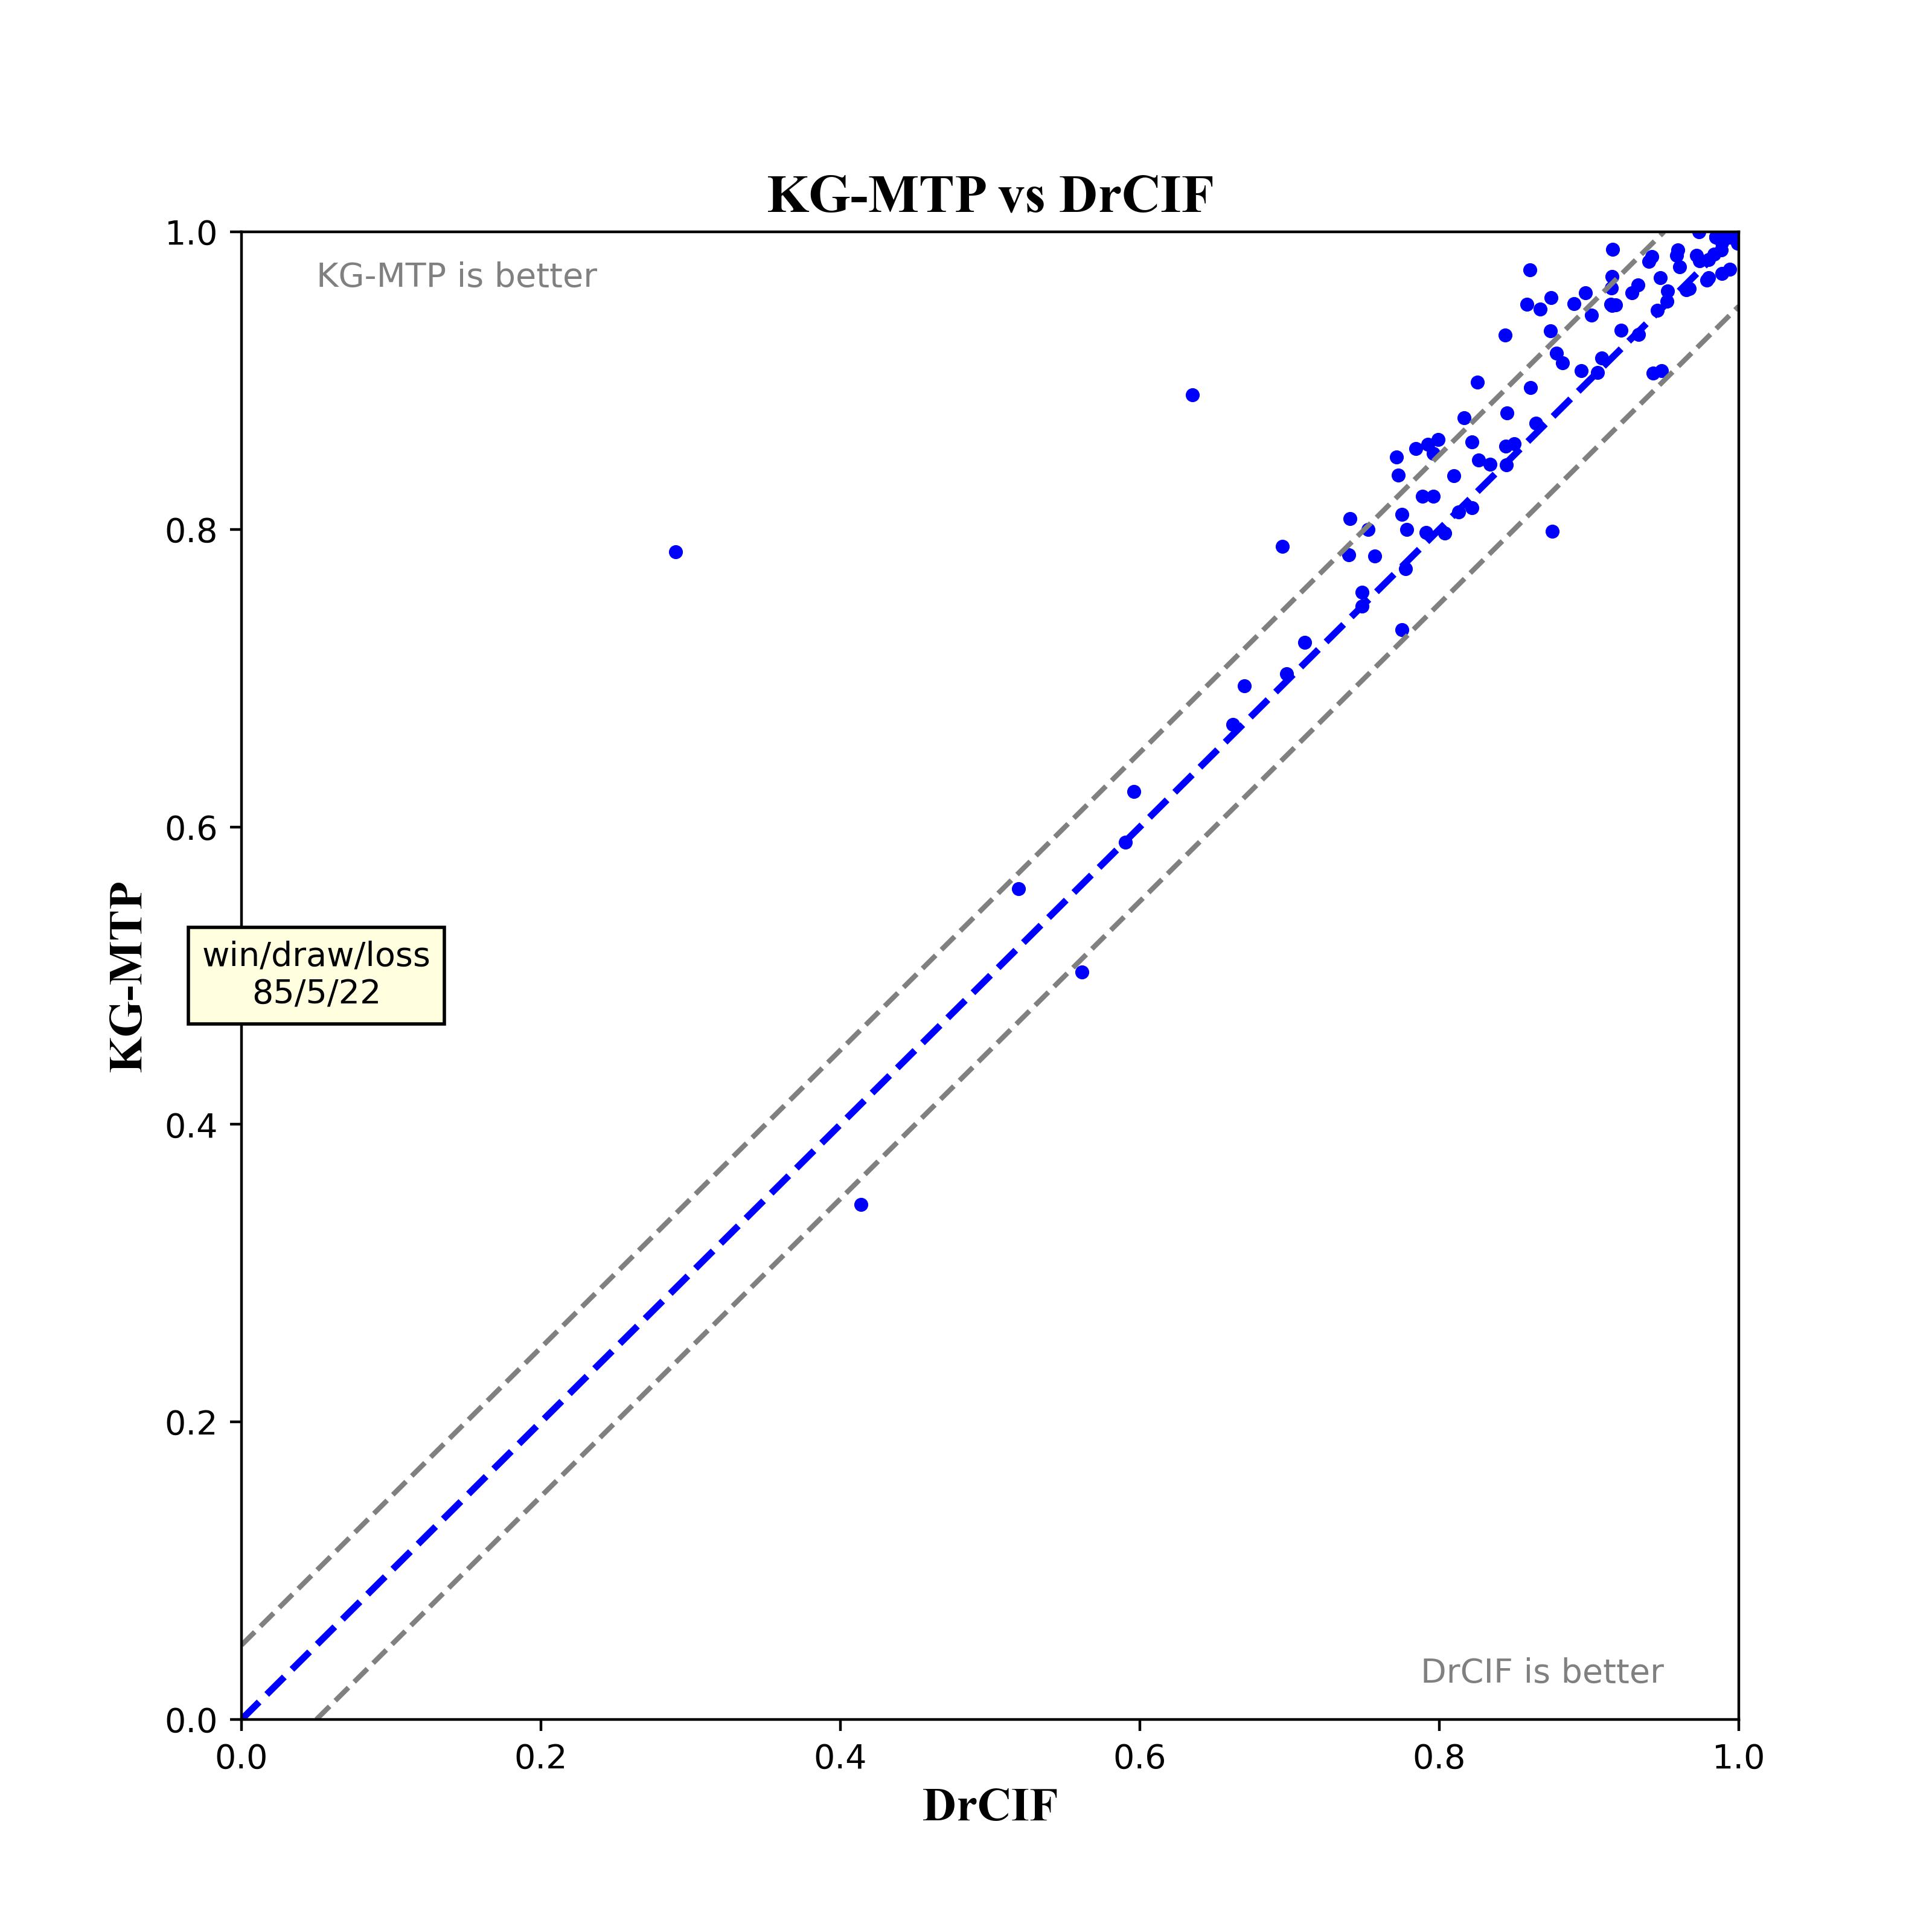 KG-MTP vs DrCIF
1.0
KG-MTP is better
0.8
0.6
KG-MTP
win/draw/loss
85/5/22
0.4
0.2
DrCIF is better
0.0
0.0 0.2 0.4 0.6 0.8 1.0
DrCIF